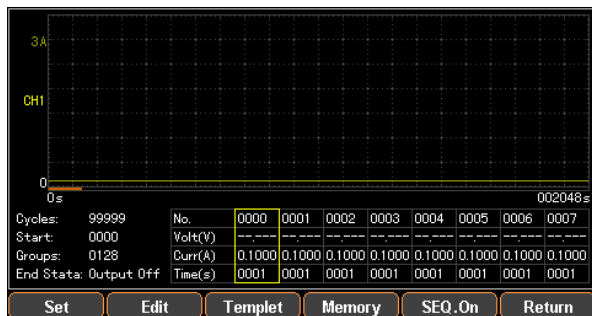 3A
CH1
0
0s 002048s
Cycles: 99999 No. 0000 0001 0002 0003 0004 0005 0006 0007
Start: 0000 Volt(V) --.--- --.--- --.--- --.--- --.--- --.--- --.--- --.---
Groups: 0128 Curr(A) 0.1000 0.1000 0.1000 0.1000 0.1000 0.1000 0.1000 0.1000
End Stata: Output Off Time(s) 0001 0001 0001 0001 0001 0001 0001 0001
Set Edit Templet Memory SEQ.On Return